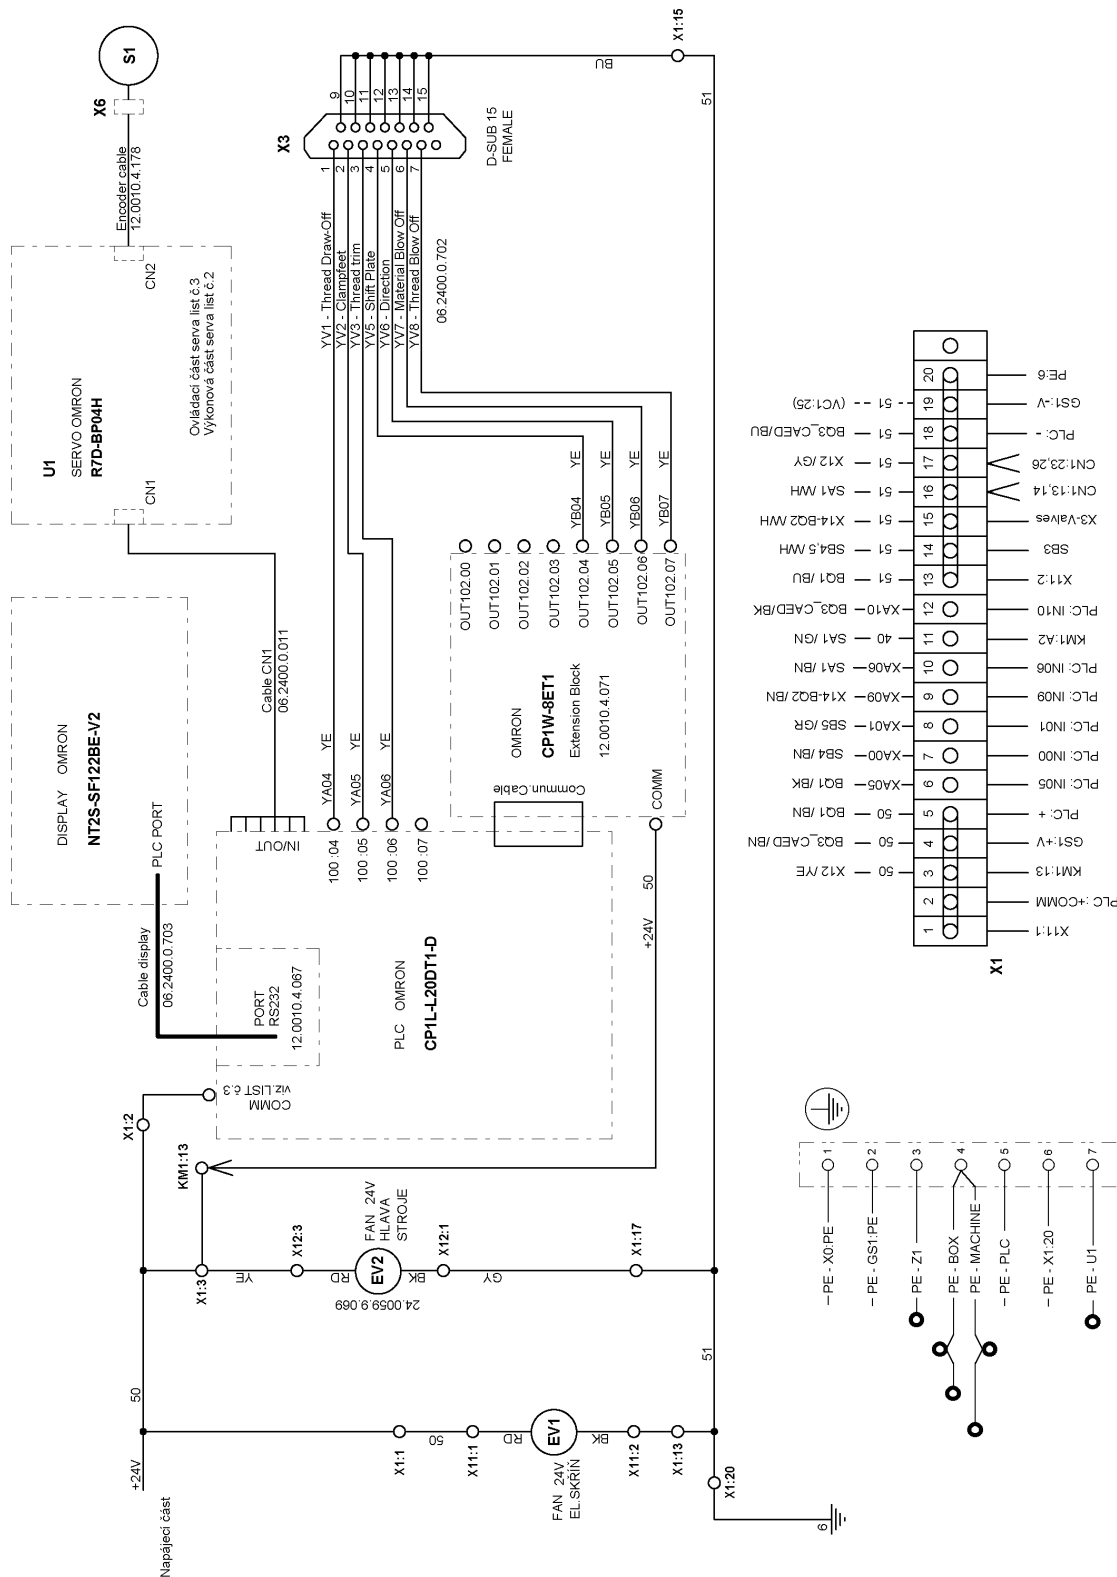 Napájecí část
+24V
50
X1:2
X1:1
50
X11:1
RD
EV1
BK
X11:2
X1:13
FAN 24V
EL.SKŘÍŇ
X1:20
6
51
X1:3
YE
X12:3
RD
EV2
BK
X12:1
GY
X1:17
FAN 24V
HLAVA
STROJE
24.0059.9.069
KM1:13
COMM
viz.LIST č.3
PORT
RS232
12.0010.4.067
PLC OMRON
CP1L-L20DT1-D
Cable display
06.2400.0.703
DISPLAY OMRON
NT2S-SF122BE-V2
PLC PORT
IN/OUT
100 :04
100 :05
100 :06
100 :07
Cable CN1
06.2400.0.011
YA04 YE
YA05 YE
YA06 YE
U1
SERVO OMRON
R7D-BP04H
CN1
CN2
Ovládací část serva list č.3
Výkonová část serva list č.2
Encoder cable
12.0010.4.178
X6
S1
+24V
50
COMM
Commun.Cable
OMRON
CP1W-8ET1
Extension Block
12.0010.4.071
OUT102.00
OUT102.01
OUT102.02
OUT102.03
OUT102.04
OUT102.05
OUT102.06
OUT102.07
YB04 YE
YB05 YE
YB06 YE
YB07 YE
YV1 - Thread Draw-Off 1
YV2 - Clampfeet 2
YV3 - Thread trim 3
YV5 - Shift Plate 4
YV6 - Direction 5
YV7 - Material Blow Off 6
YV8 - Thread Blow Off 7
06.2400.0.702
X3
9
10
11
12
13
14
15
D-SUB 15
FEMALE
BU
X1:15
51
PE - X0:PE 1
PE - GS1:PE 2
PE - Z1 3
PE - BOX 4
PE - MACHINE
PE - PLC 5
PE - X1:20 6
PE - U1 7
X1
1 X11:1
2 PLC: +COMM
X12 /YE 50 3 KM1:13
BQ3_CAED/BN 50 4 GS1:+V
BQ1 /BN 50 5 PLC: +
BQ1 /BK XA05 6 PLC: IN05
SB4 /BN XA00 7 PLC: IN00
SB5 /GR XA01 8 PLC: IN01
X14-BQ2 /BN XA09 9 PLC: IN09
SA1 /BN XA06 10 PLC: IN06
SA1 /GN 40 11 KM1:A2
BQ3_CAED/BK XA10 12 PLC: IN10
BQ1 /BU 51 13 X11:2
SB4,5 /WH 51 14 SB3
X14-BQ2 /WH 51 15 X3-Valves
SA1 /WH 51 16 CN1:13,14
X12 /GY 51 17 CN1:23,26
BQ3_CAED/BU 51 18 PLC: -
(VC1:25) 51 19 GS1:-V
20 PE:6